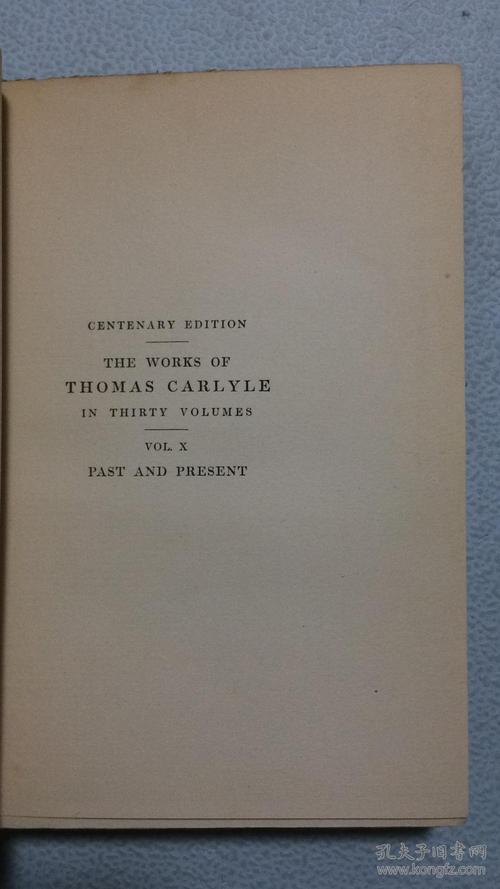 CENTENARY EDITION
THE WORKS OF
THOMAS CARLYLE
IN THIRTY VOLUMES
VOL. X
PAST AND PRESENT
孔夫子旧书网
www.kongfz.com